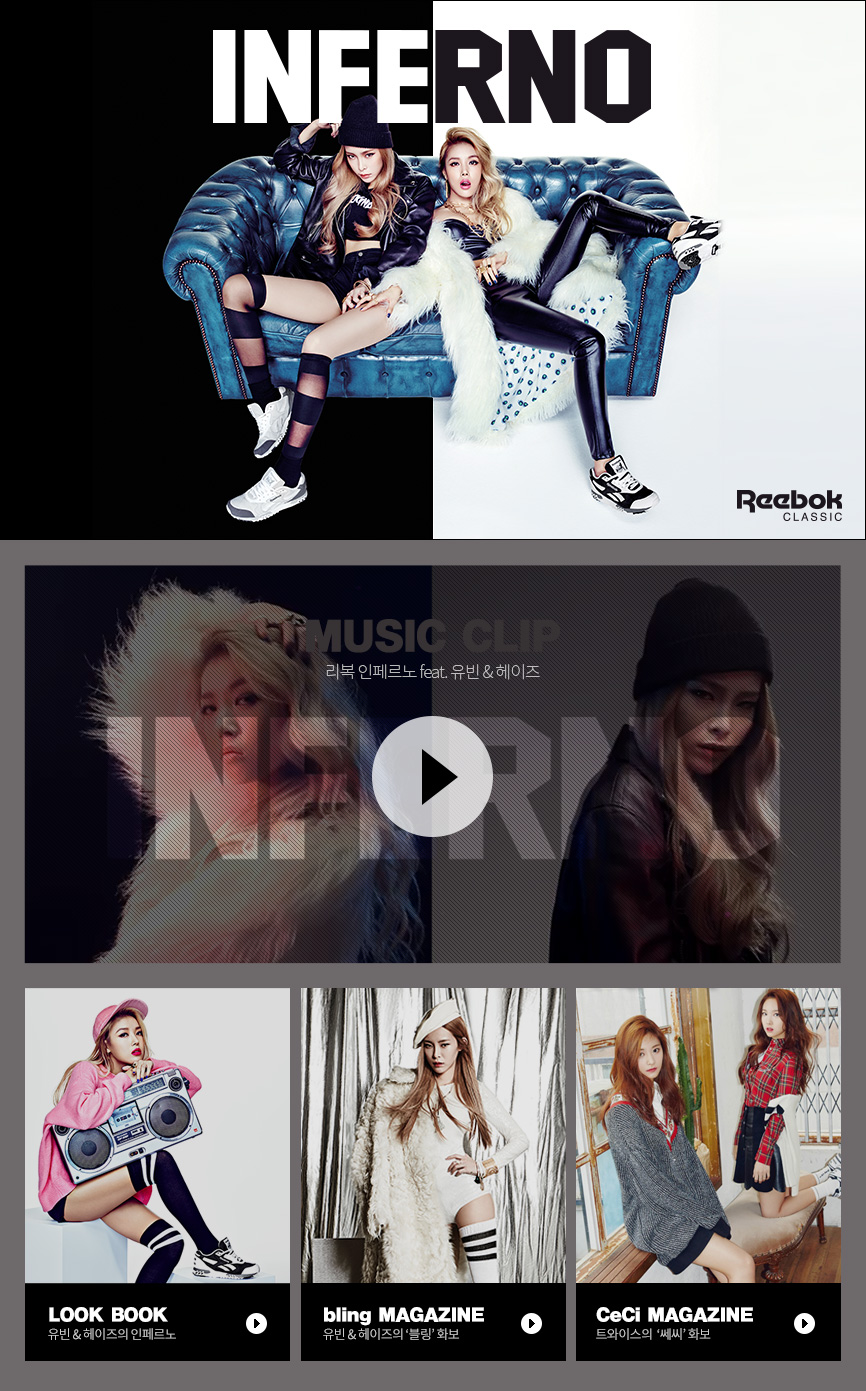 INFERNO
Reebok
CLASSIC
MUSIC CLIP
리복 인페르노 feat. 유빈 & 헤이즈
INFERNO
LOOK BOOK
유빈 & 헤이즈의 인페르노
bling MAGAZINE
유빈 & 헤이즈의 '블링' 화보
CeCi MAGAZINE
트와이스의 '쎄씨' 화보